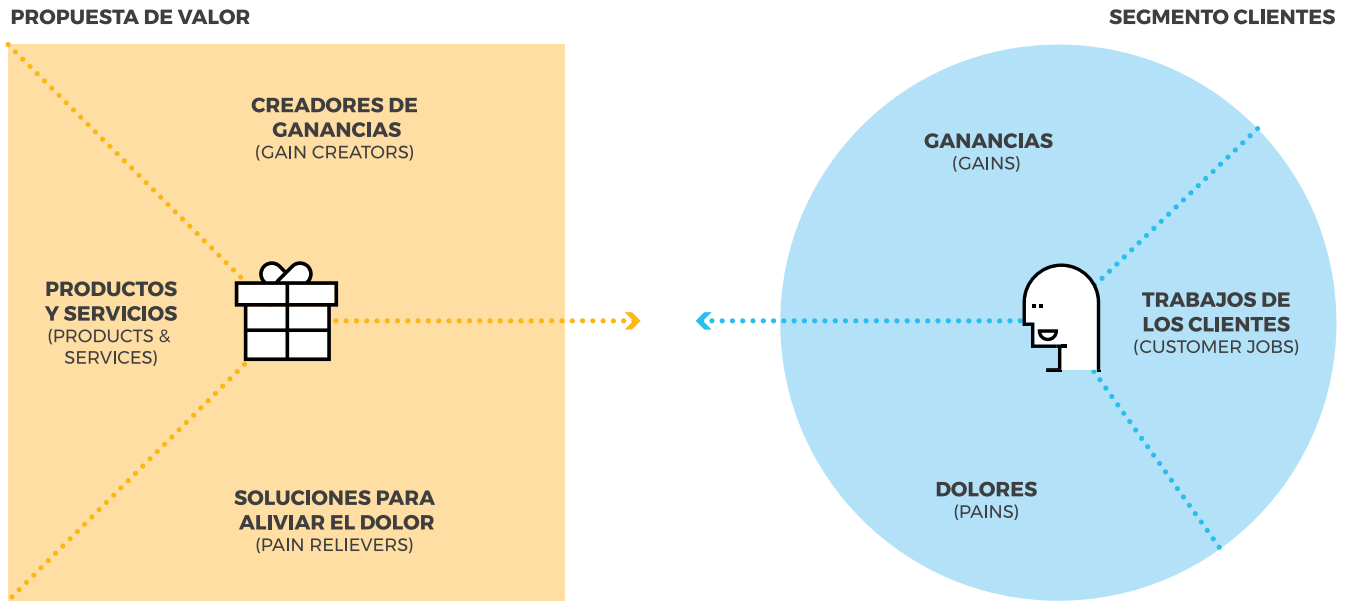 PROPUESTA DE VALOR
SEGMENTO CLIENTES
CREADORES DE
GANANCIAS
(GAIN CREATORS)
PRODUCTOS
Y SERVICIOS
(PRODUCTS &
SERVICES)
SOLUCIONES PARA
ALIVIAR EL DOLOR
(PAIN RELIEVERS)
GANANCIAS
(GAINS)
TRABAJOS DE
LOS CLIENTES
(CUSTOMER JOBS)
DOLORES
(PAINS)